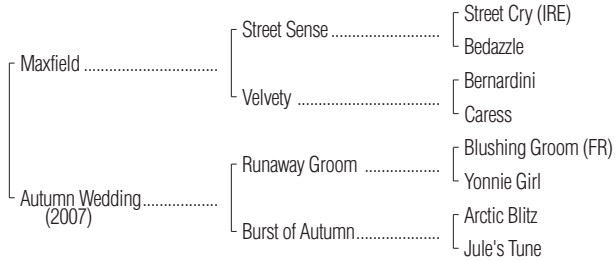 Street Cry (IRE)
Street Sense
Bedazzle
Maxfield
Bernardini
Velvety
Caress
Blushing Groom (FR)
Runaway Groom
Yonnie Girl
Autumn Wedding
(2007)
Arctic Blitz
Burst of Autumn
Jule's Tune